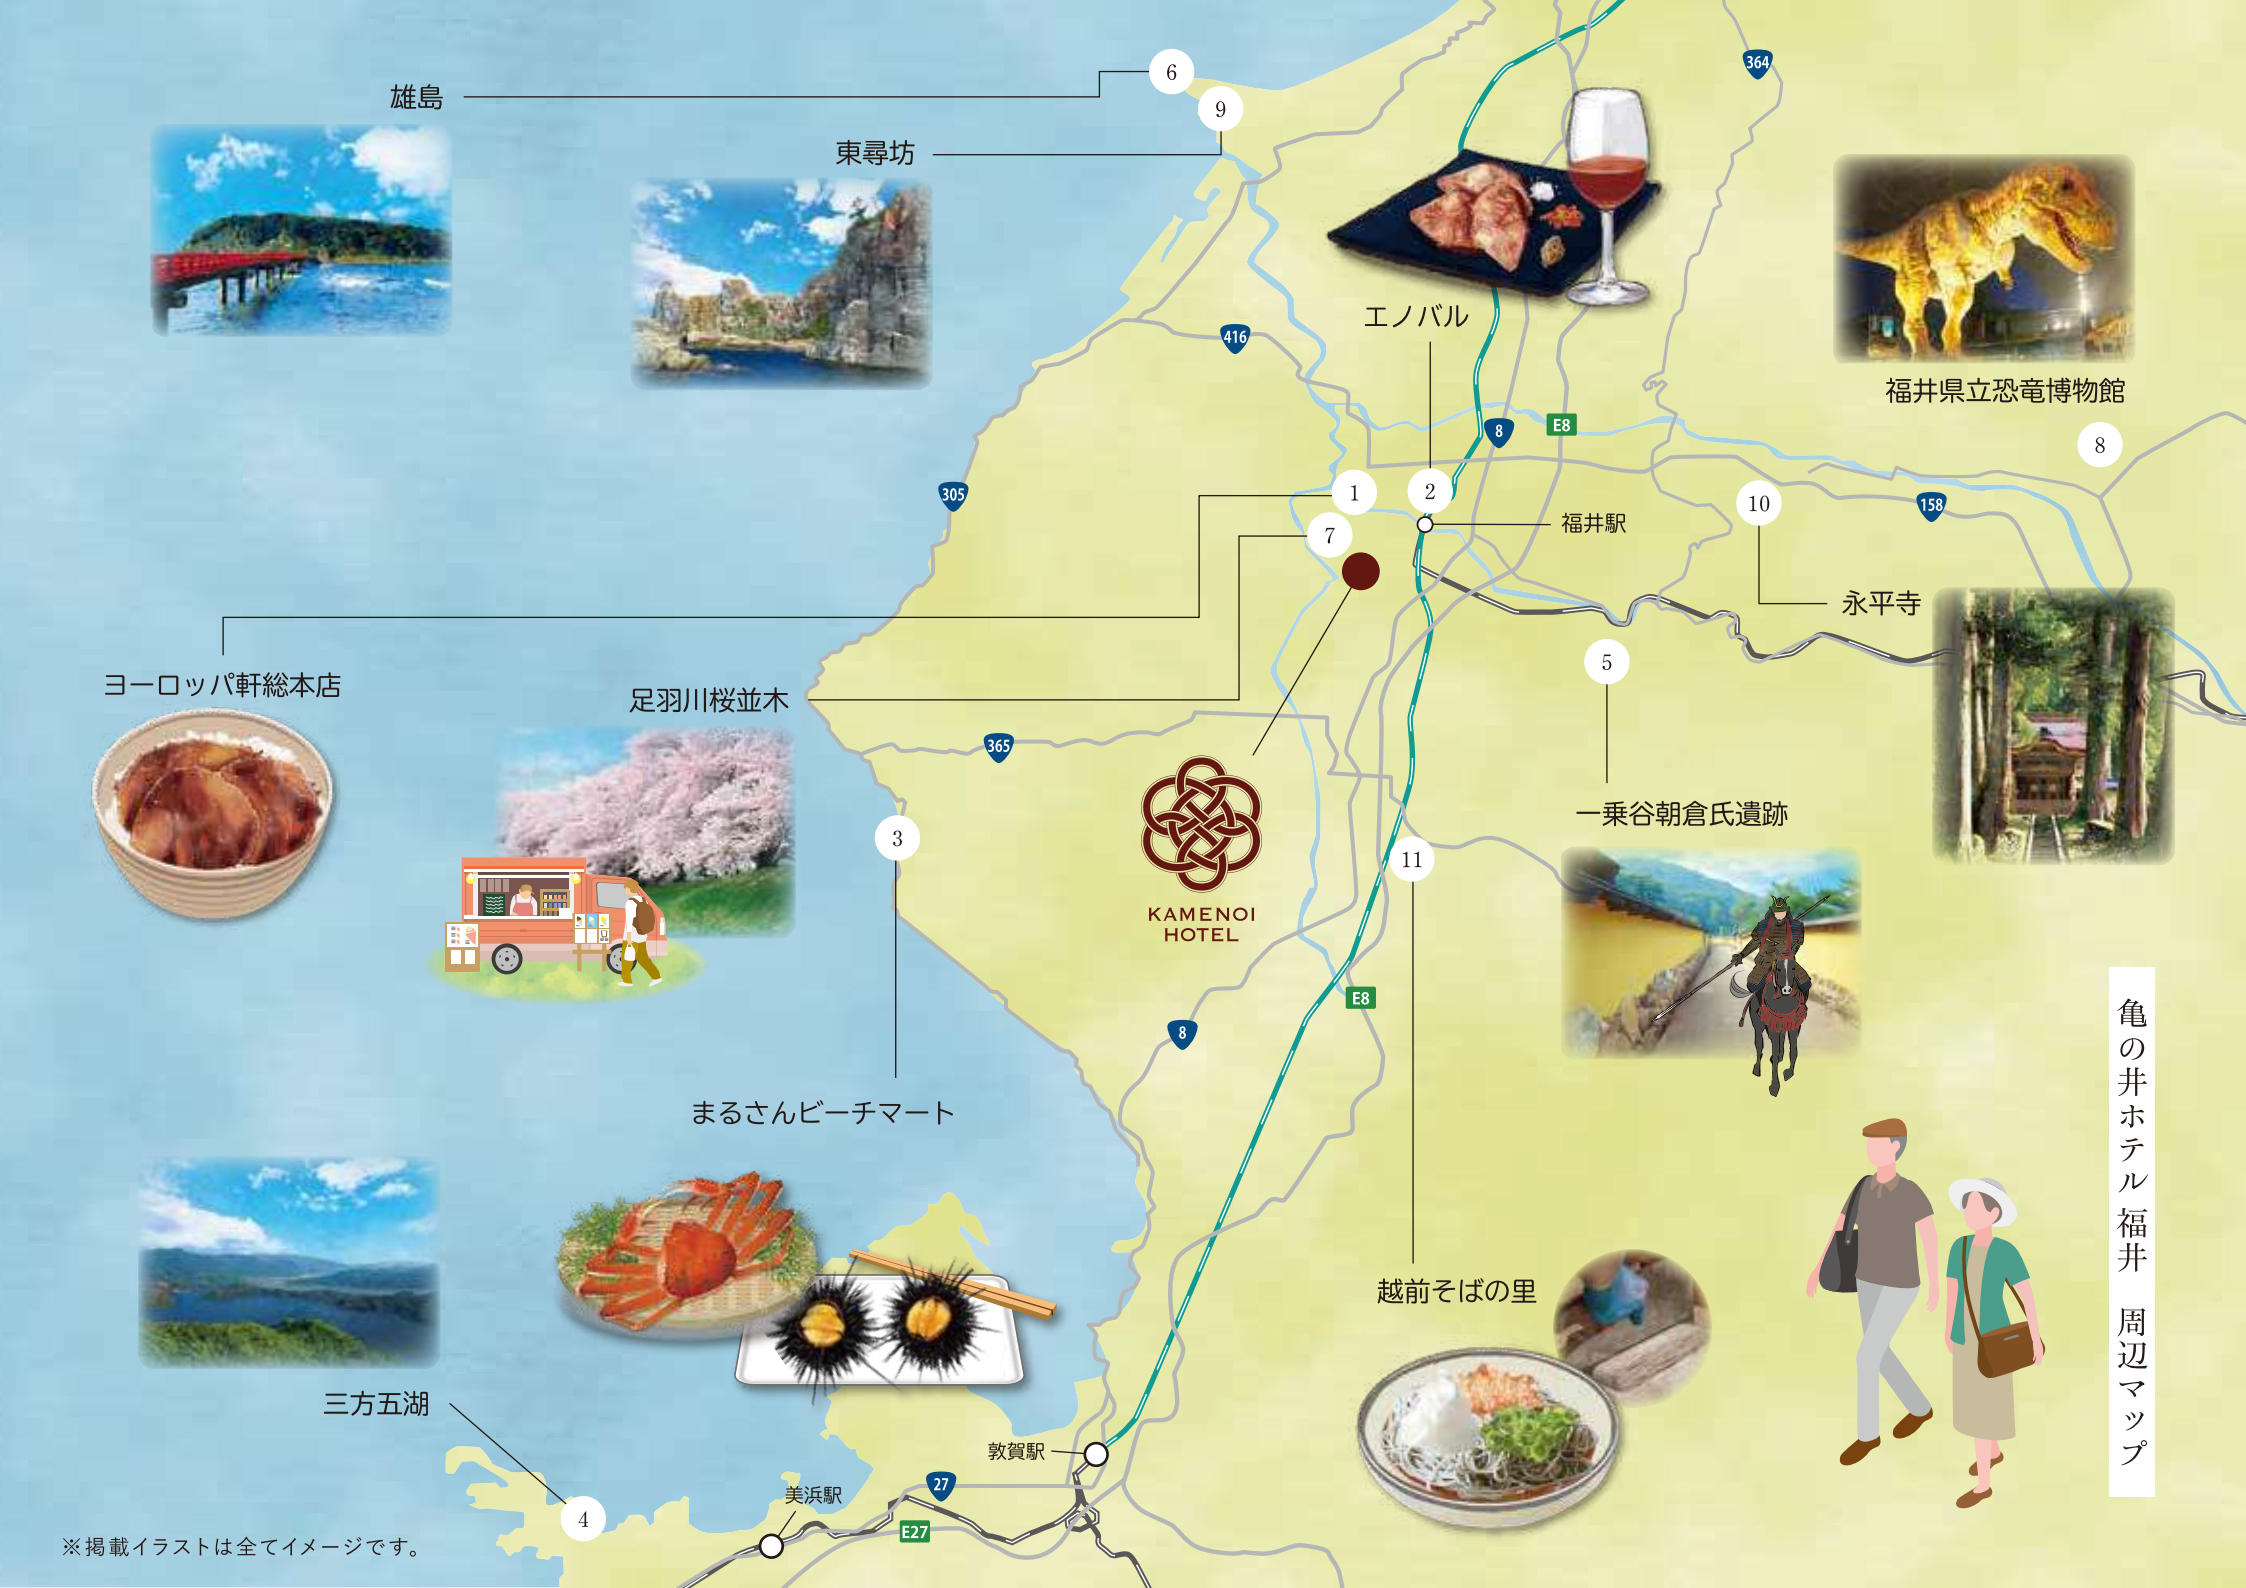 雄島
6
9
364
東尋坊
エノバル
416
福井県立恐竜博物館
8
E8
8
305
1
2
10
158
7
福井駅
永平寺
5
ヨーロッパ軒総本店
足羽川桜並木
365
一乗谷朝倉氏遺跡
3
11
KAMENOI
HOTEL
E8
8
まるさんビーチマート
越前そばの里
亀の井ホテル 福井 周辺マップ
三方五湖
敦賀駅
27
美浜駅
4
E27
※掲載イラストは全てイメージです。